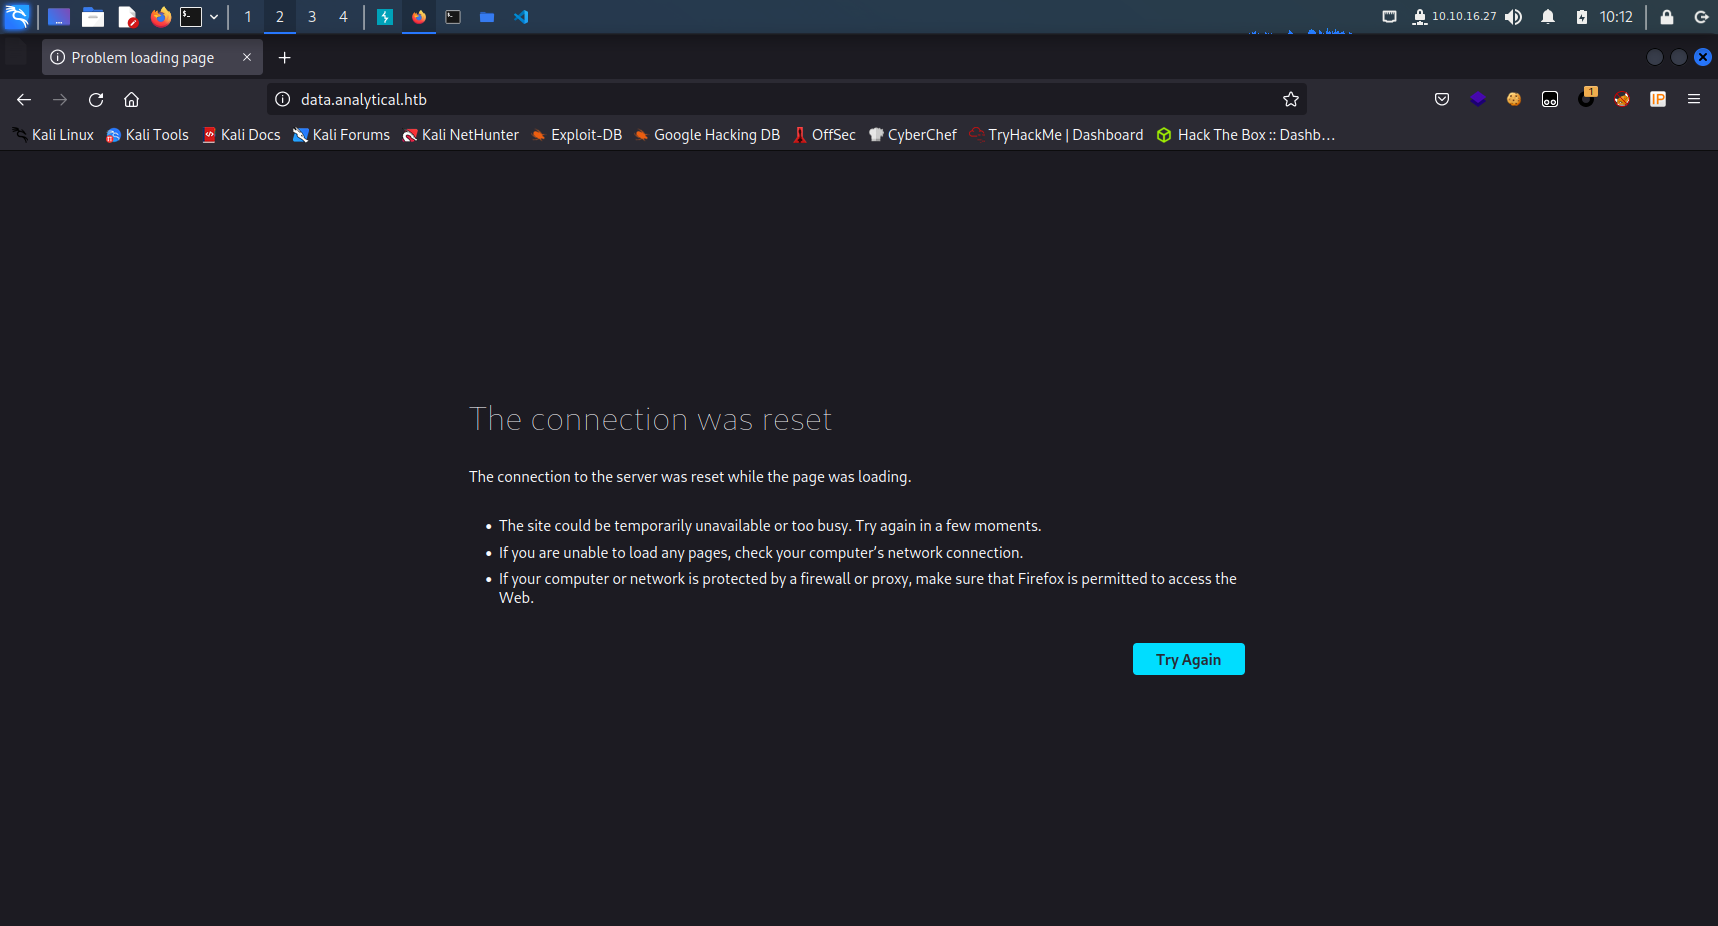 1 2 3 4 10.10.16.27 10:12
Problem loading page
data.analytical.htb
1
IP
Kali Linux Kali Tools Kali Docs Kali Forums Kali NetHunter Exploit-DB Google Hacking DB OffSec CyberChef TryHackMe | Dashboard Hack The Box :: Dashb…
The connection was reset
The connection to the server was reset while the page was loading.
• The site could be temporarily unavailable or too busy. Try again in a few moments.
• If you are unable to load any pages, check your computer’s network connection.
• If your computer or network is protected by a firewall or proxy, make sure that Firefox is permitted to access the
Web.
Try Again